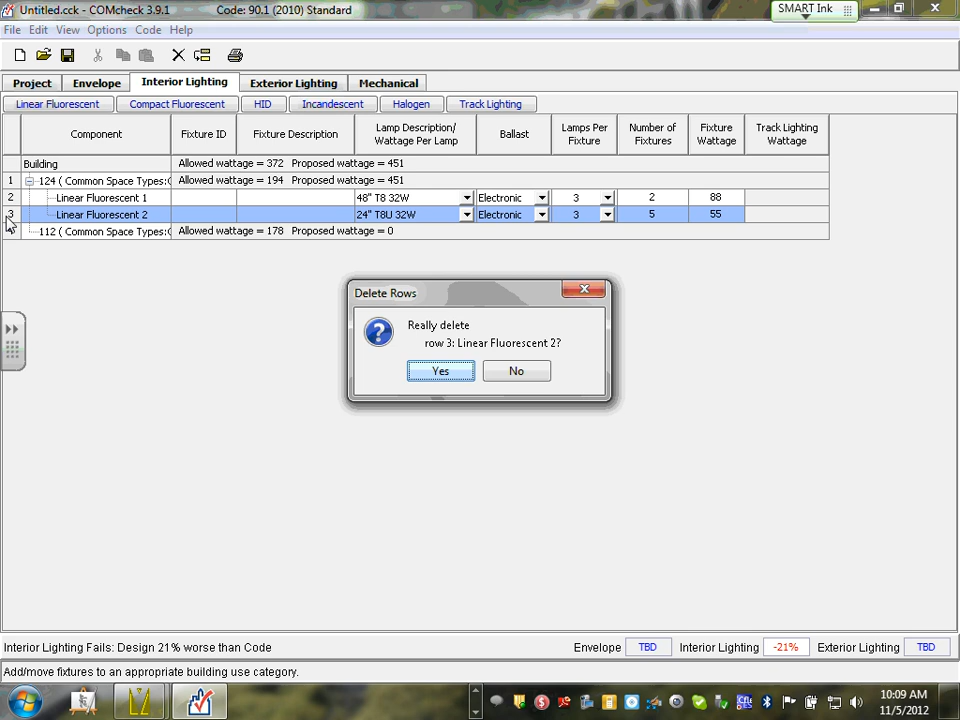 Untitled.cck - COMcheck 3.9.1 Code: 90.1 (2010) Standard
SMART Ink
File Edit View Options Code Help
Project Envelope Interior Lighting Exterior Lighting Mechanical
Linear Fluorescent Compact Fluorescent HID Incandescent Halogen Track Lighting
Component
Fixture ID
Fixture Description
Lamp Description/
Wattage Per Lamp
Ballast
Lamps Per
Fixture
Number of
Fixtures
Fixture
Wattage
Track Lighting
Wattage
Building Allowed wattage = 372 Proposed wattage = 451
1 124 ( Common Space Types:C Allowed wattage = 194 Proposed wattage = 451
2 Linear Fluorescent 1 48" T8 32W Electronic 3 2 88
3 Linear Fluorescent 2 24" T8U 32W Electronic 3 5 55
112 ( Common Space Types:C Allowed wattage = 178 Proposed wattage = 0
Delete Rows
Really delete
row 3: Linear Fluorescent 2?
Yes No
Interior Lighting Fails: Design 21% worse than Code Envelope TBD Interior Lighting -21% Exterior Lighting TBD
Add/move fixtures to an appropriate building use category.
10:09 AM
11/5/2012